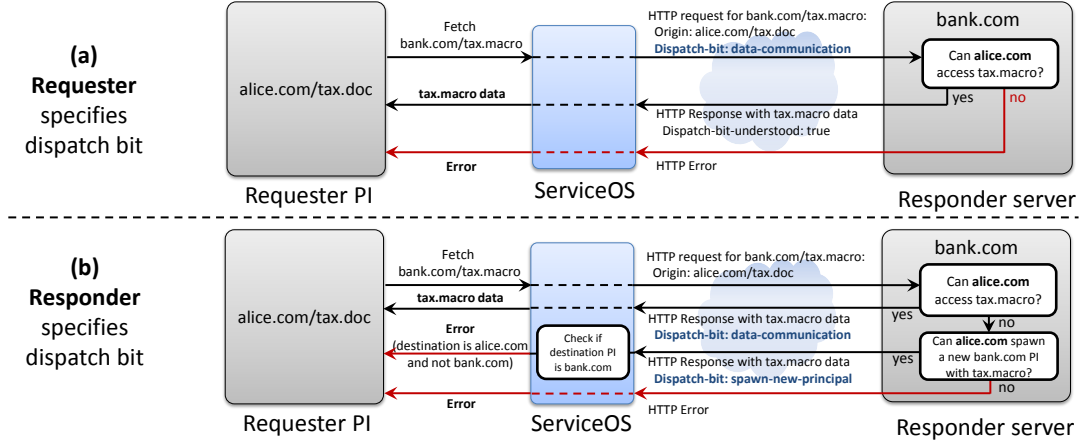 (a)
Requester
specifies
dispatch bit
alice.com/tax.doc
Requester PI
Fetch
bank.com/tax.macro
tax.macro data
Error
ServiceOS
HTTP request for bank.com/tax.macro:
Origin: alice.com/tax.doc
Dispatch-bit: data-communication
HTTP Response with tax.macro data
Dispatch-bit-understood: true
HTTP Error
bank.com
Can alice.com
access tax.macro?
yes
no
Responder server
(b)
Responder
specifies
dispatch bit
alice.com/tax.doc
Requester PI
Fetch
bank.com/tax.macro
tax.macro data
Error
(destination is alice.com
and not bank.com)
Error
Check if
destination PI
is bank.com
ServiceOS
HTTP request for bank.com/tax.macro:
Origin: alice.com/tax.doc
HTTP Response with tax.macro data
Dispatch-bit: data-communication
HTTP Response with tax.macro data
Dispatch-bit: spawn-new-principal
HTTP Error
bank.com
Can alice.com
access tax.macro?
yes
no
Can alice.com spawn
a new bank.com PI
with tax.macro?
yes
no
Responder server